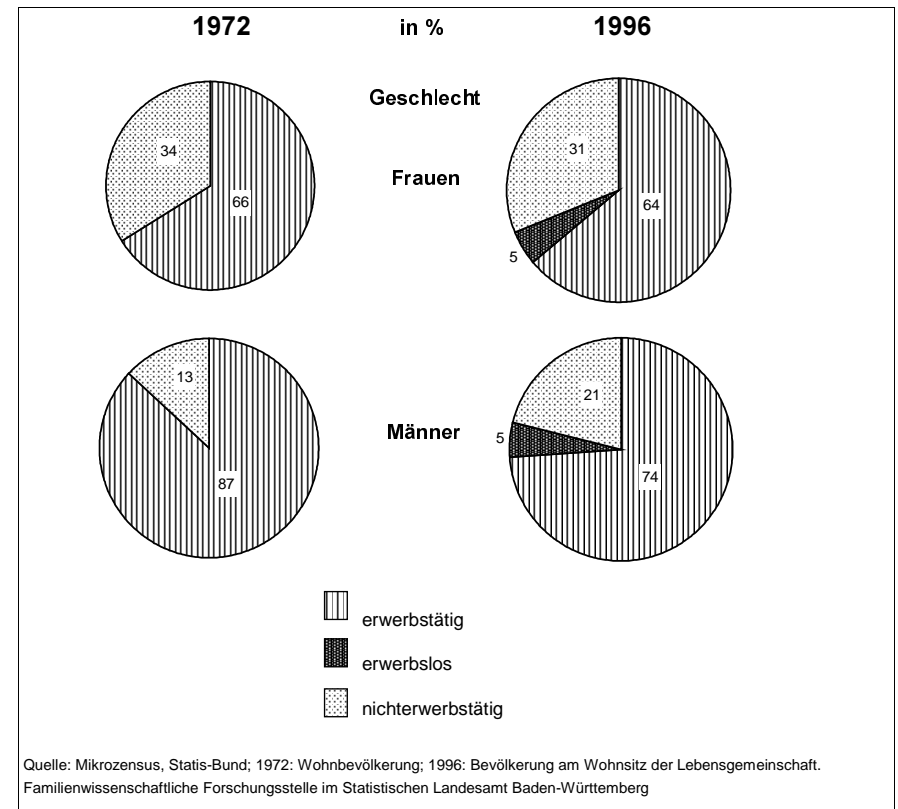 1972 in % 1996
Geschlecht
34
66
Frauen
31
64
5
13
87
Männer
21
5
74
erwerbstätig
erwerbslos
nichterwerbstätig
Quelle: Mikrozensus, Statis-Bund; 1972: Wohnbevölkerung; 1996: Bevölkerung am Wohnsitz der Lebensgemeinschaft.
Familienwissenschaftliche Forschungsstelle im Statistischen Landesamt Baden-Württemberg